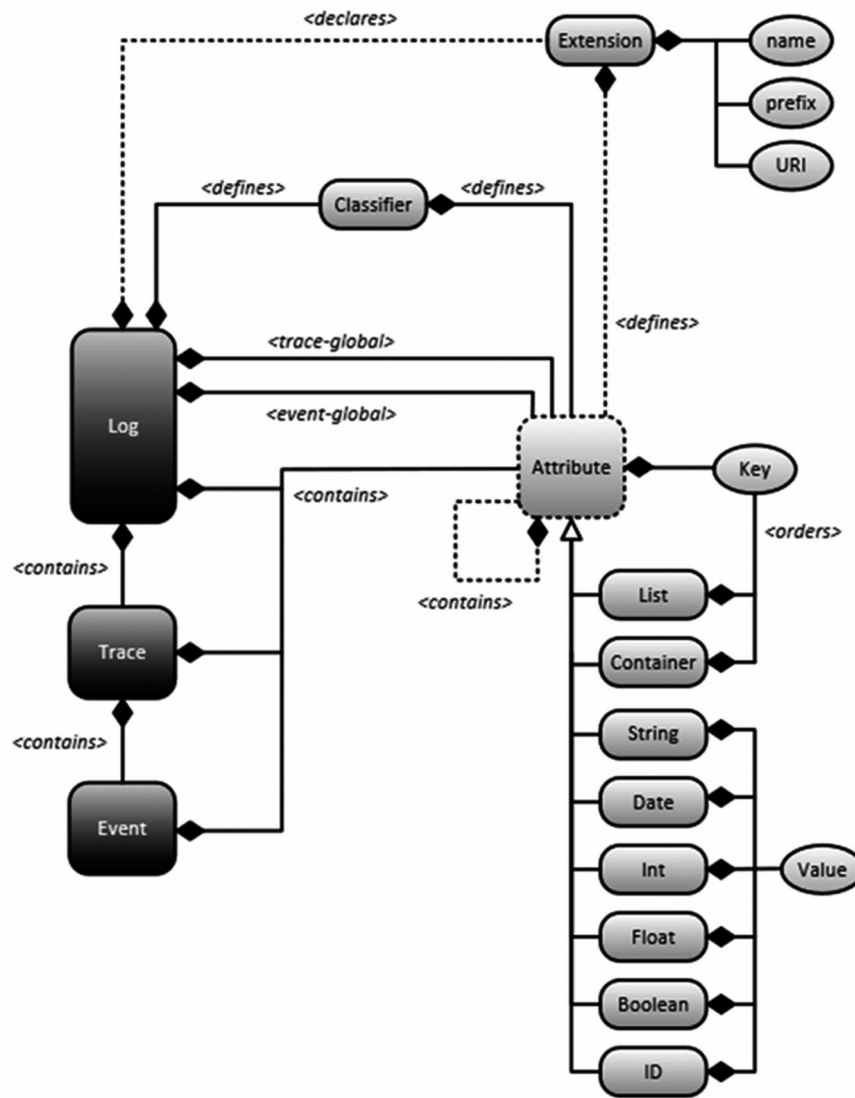 <declares>
Extension
name
prefix
URI
<defines>
Classifier
<defines>
<defines>
<trace-global>
<event-global>
Log
Attribute
Key
<contains>
<orders>
<contains>
<contains>
List
Trace
Container
String
<contains>
Date
Event
Int
Value
Float
Boolean
ID